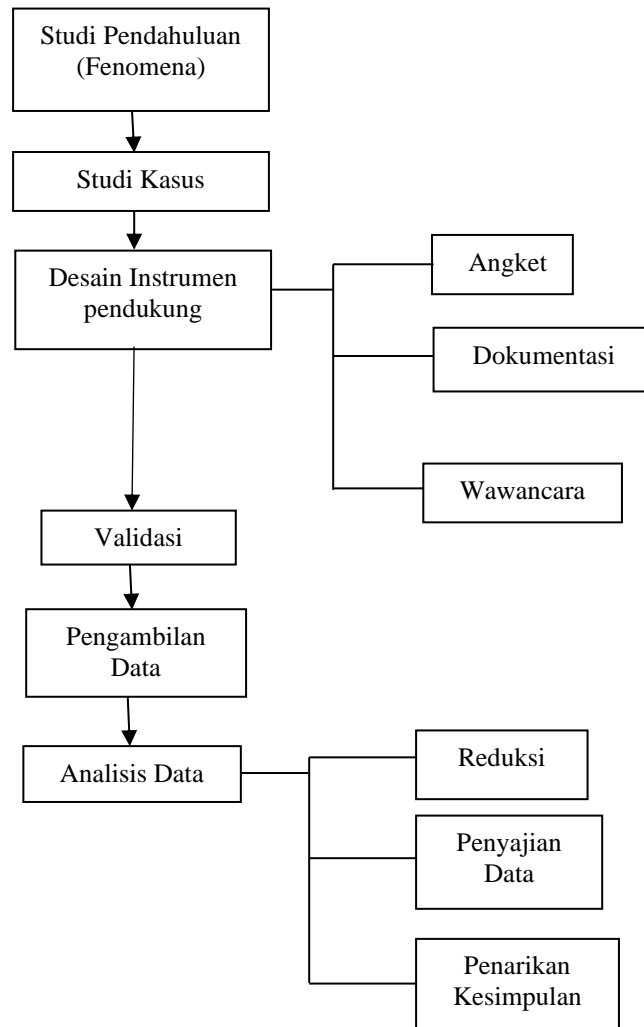 Studi Pendahuluan
(Fenomena)
Studi Kasus
Desain Instrumen
pendukung
Angket
Dokumentasi
Wawancara
Validasi
Pengambilan
Data
Analisis Data
Reduksi
Penyajian
Data
Penarikan
Kesimpulan